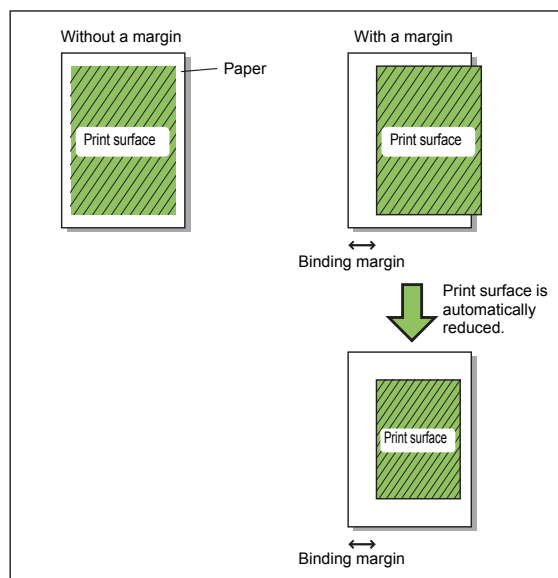 Without a margin
Paper
Print surface
With a margin
Print surface
Binding margin
Print surface is
automatically
reduced.
Print surface
Binding margin